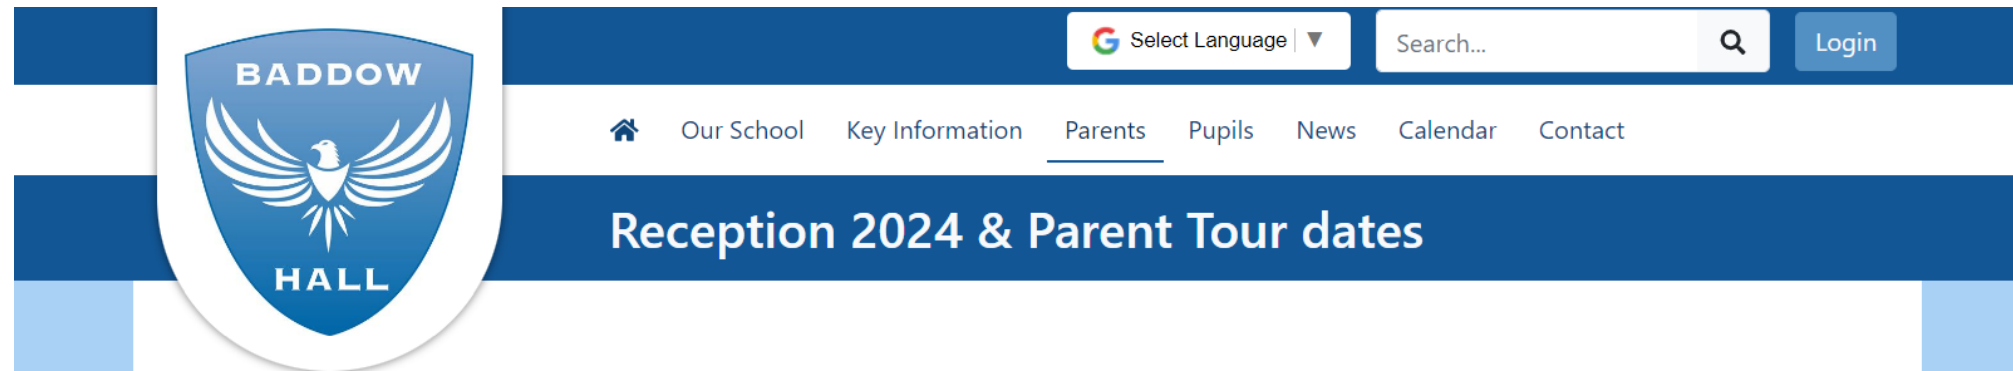 BADDOW
HALL
Select Language ▼
Search...
Login
Our School Key Information Parents Pupils News Calendar Contact
Reception 2024 & Parent Tour dates